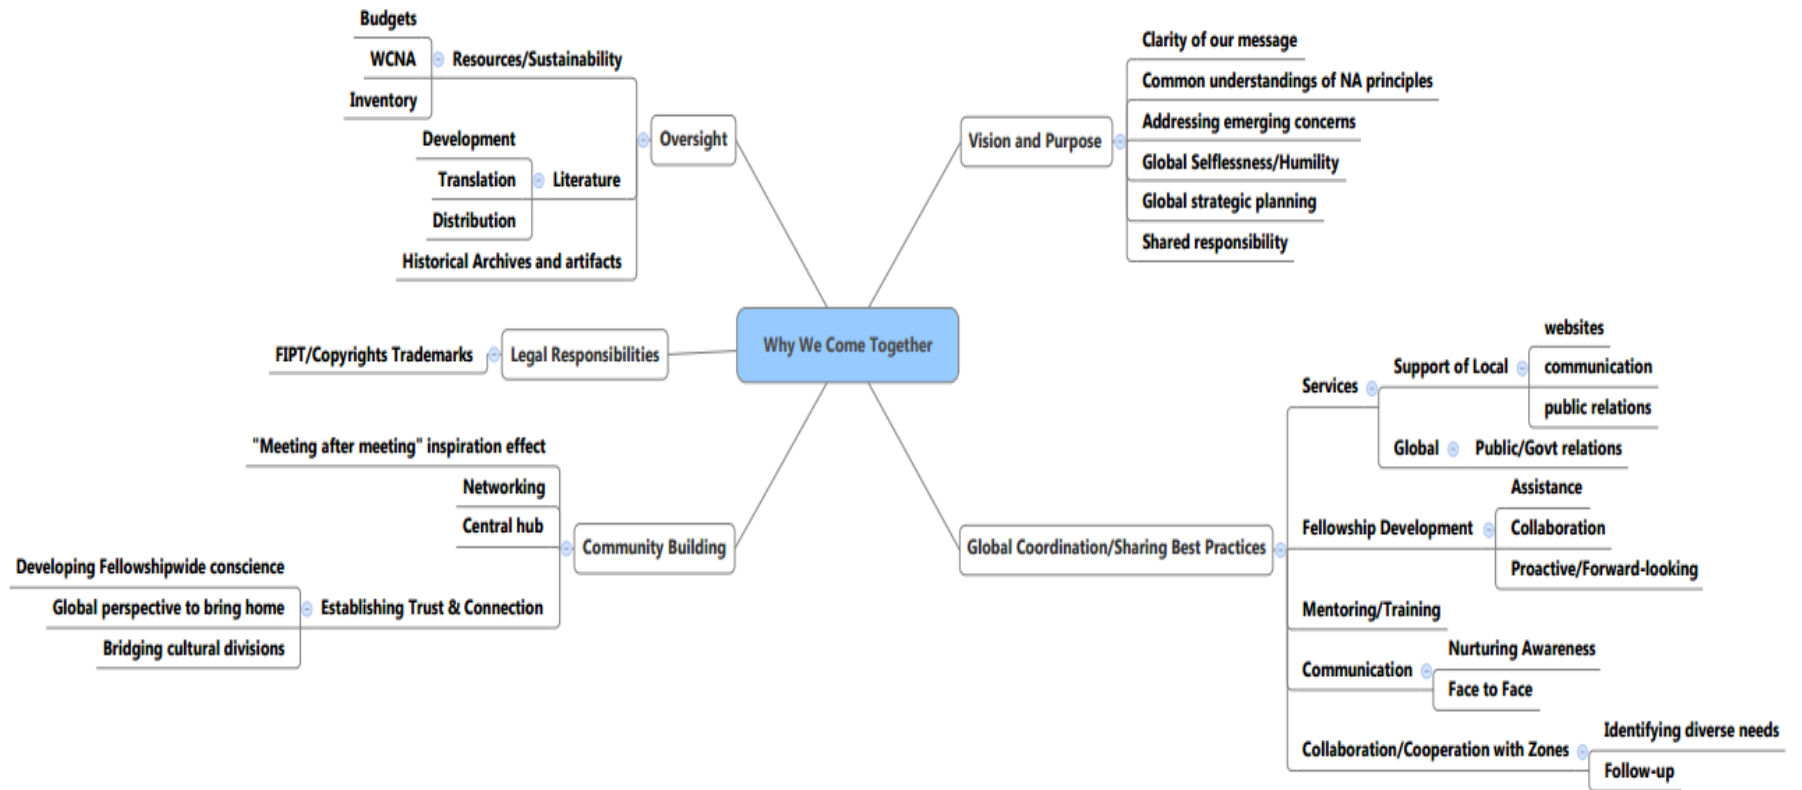 Budgets
WCNA
Inventory
Resources/Sustainability
Development
Translation
Distribution
Literature
Historical Archives and artifacts
Oversight
Vision and Purpose
Clarity of our message
Common understandings of NA principles
Addressing emerging concerns
Global Selflessness/Humility
Global strategic planning
Shared responsibility
Why We Come Together
FIPT/Copyrights Trademarks
Legal Responsibilities
"Meeting after meeting" inspiration effect
Networking
Central hub
Developing Fellowshipwide conscience
Global perspective to bring home
Bridging cultural divisions
Establishing Trust & Connection
Community Building
Global Coordination/Sharing Best Practices
Services
Support of Local
websites
communication
public relations
Global
Public/Govt relations
Fellowship Development
Assistance
Collaboration
Proactive/Forward-looking
Mentoring/Training
Communication
Nurturing Awareness
Face to Face
Collaboration/Cooperation with Zones
Identifying diverse needs
Follow-up